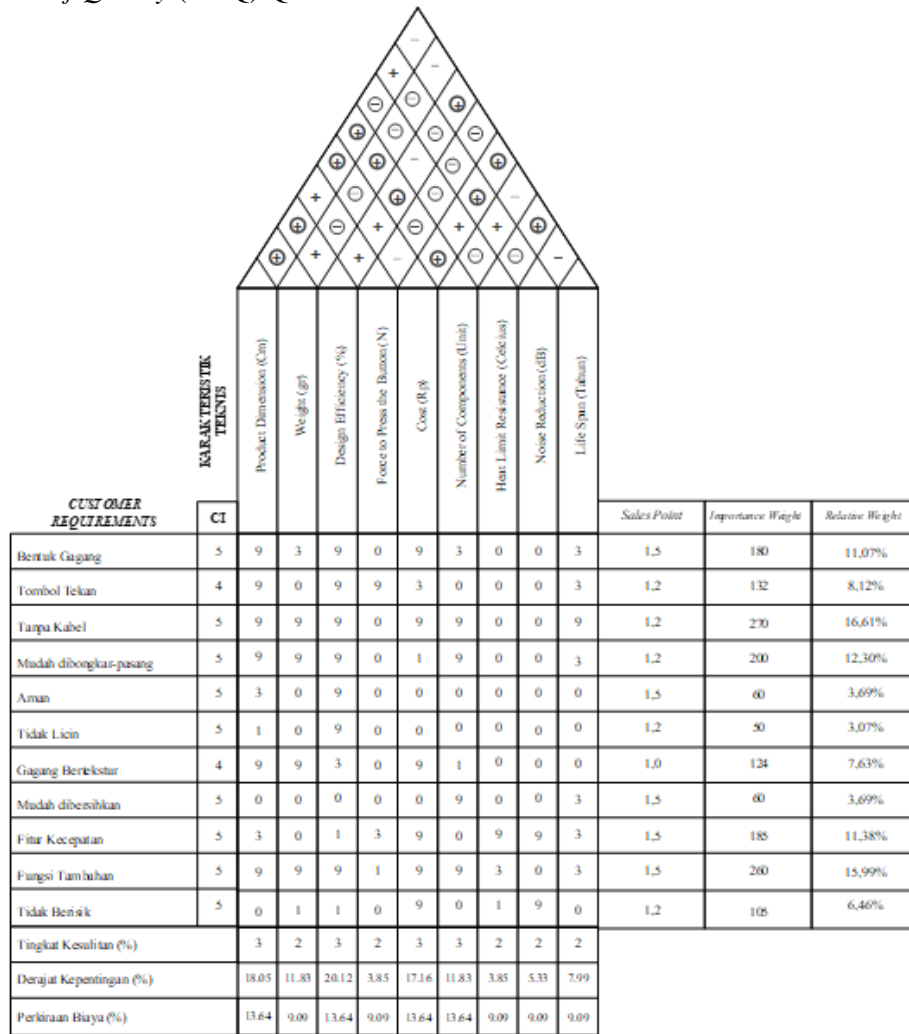 KARAKTERISTIK
TEKNIS
Product Dimension (Cm)
Weight (gr)
Design Efficiency (%)
Force to Press the Button (N)
Cost (Rp)
Number of Components (Unit)
Heat Limit Resistance (Celcius)
Noise Reduction (dB)
Life Span (Tahun)
CUSTOMER
REQUIREMENTS CI Sales Point Importance Weight Relative Weight
Bentuk Gagang 5 9 3 9 0 9 3 0 0 3 1,5 180 11,07%
Tombol Tekan 4 9 0 9 9 3 0 0 0 3 1,2 132 8,12%
Tanpa Kabel 5 9 9 9 0 9 9 0 0 9 1,2 270 16,61%
Mudah dibongkar-pasang 5 9 9 9 0 1 9 0 0 3 1,2 200 12,30%
Aman 5 3 0 9 0 0 0 0 0 0 1,5 60 3,69%
Tidak Licin 5 1 0 9 0 0 0 0 0 0 1,2 50 3,07%
Gagang Bertekstur 4 9 9 3 0 9 1 0 0 0 1,0 124 7,63%
Mudah dibersihkan 5 0 0 0 0 0 9 0 0 3 1,5 60 3,69%
Fitur Kecepatan 5 3 0 1 3 9 0 9 9 3 1,5 185 11,38%
Fungsi Tambahan 5 9 9 9 1 9 9 3 0 3 1,5 260 15,99%
Tidak Berisik 5 0 1 1 0 9 0 1 9 0 1,2 105 6,46%
Tingkat Kesulitan (%) 3 2 3 2 3 3 2 2 2
Derajat Kepentingan (%) 18.05 11.83 20.12 3.85 17.16 11.83 3.85 5.33 7.99
Perkiraan Biaya (%) 13.64 9.09 13.64 9.09 13.64 13.64 9.09 9.09 9.09